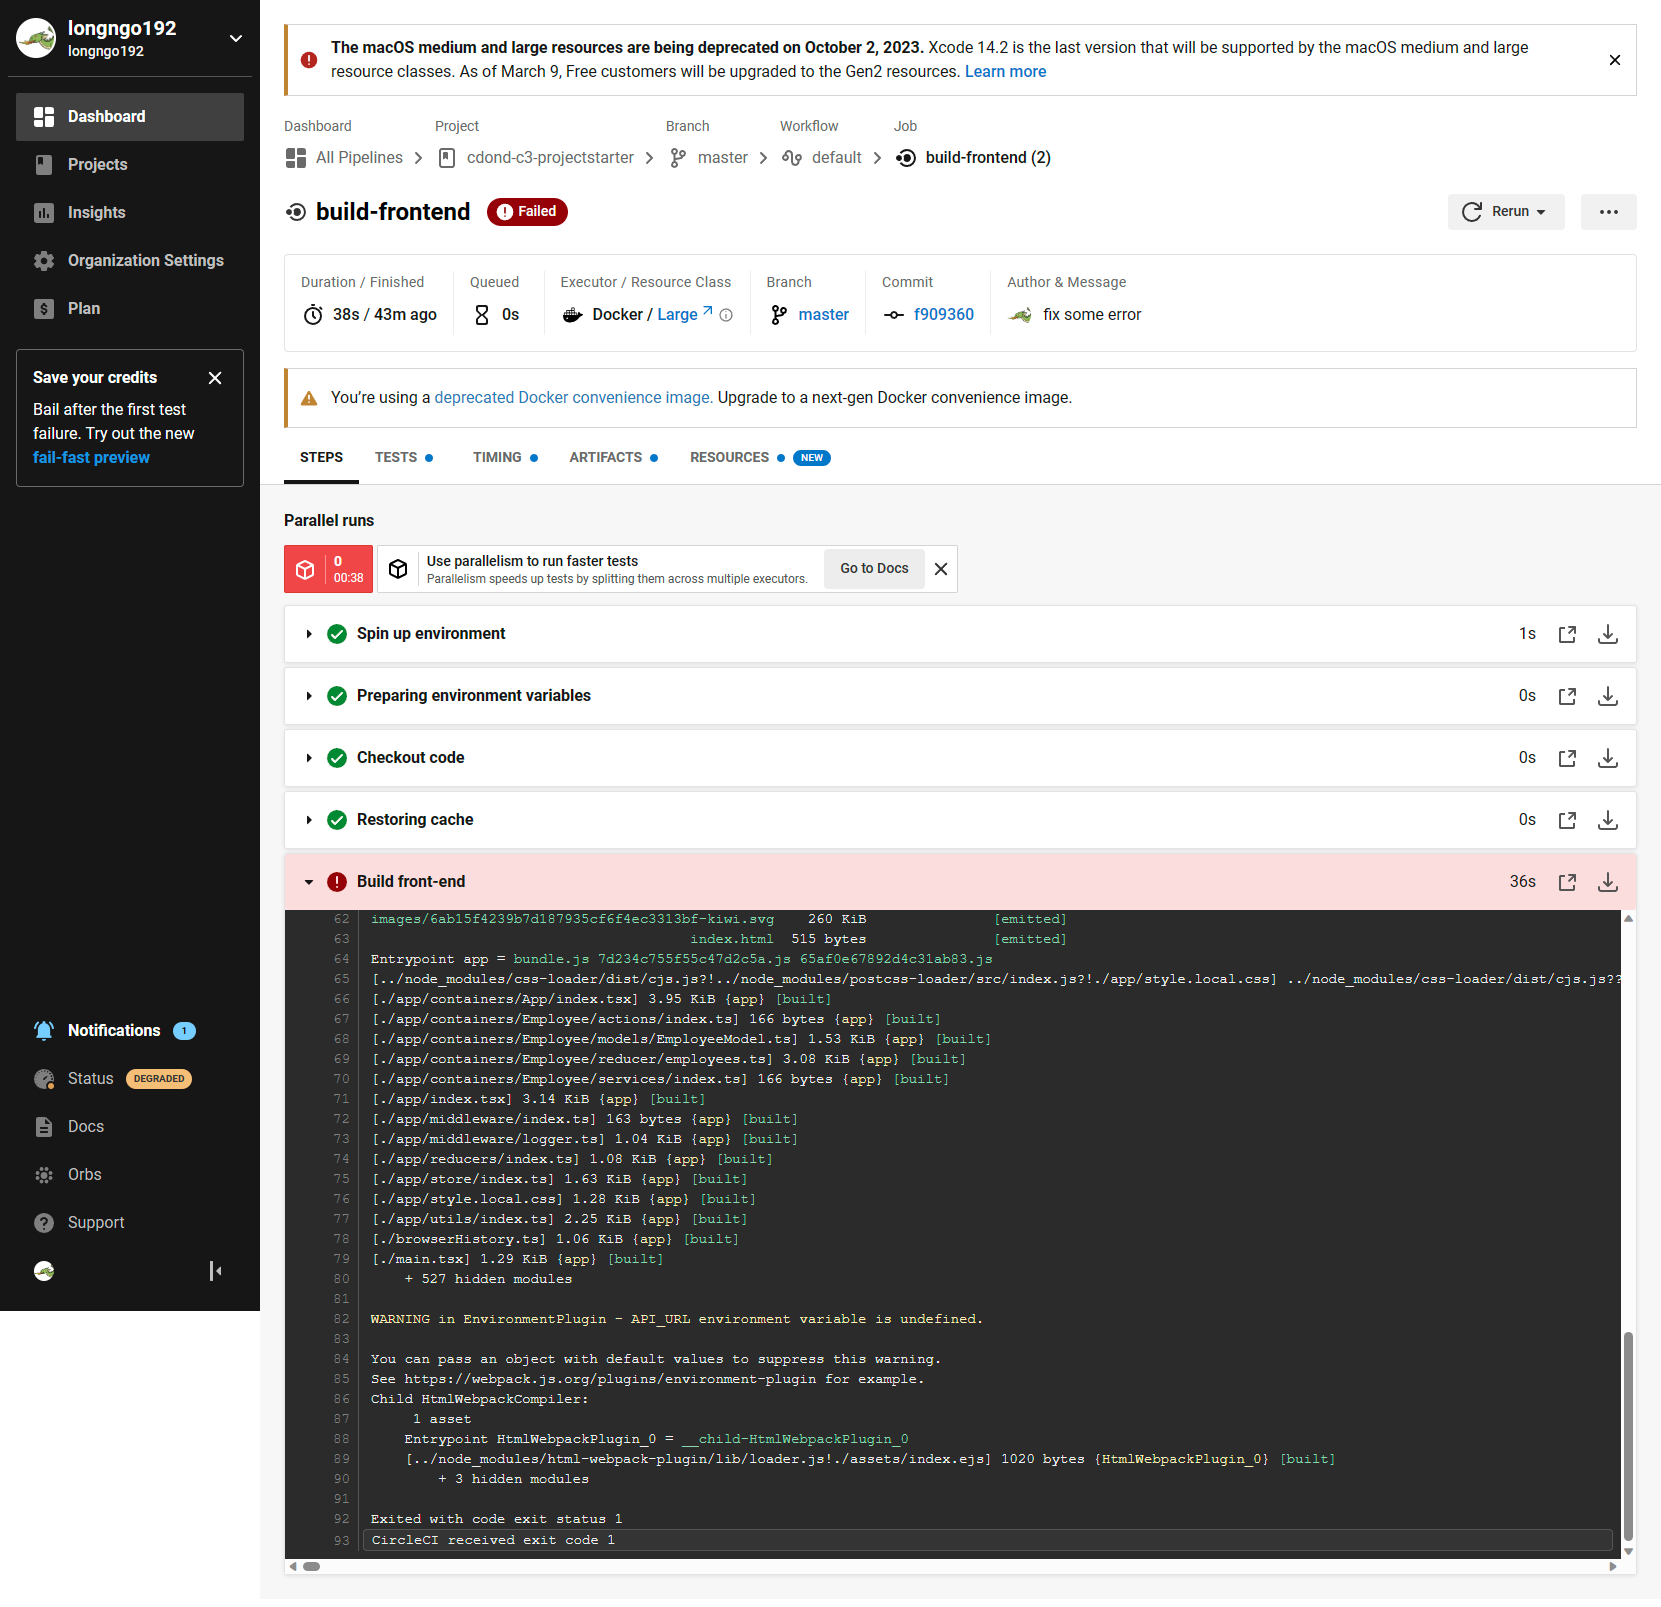 longngo192
longngo192
Dashboard
Projects
Insights
Organization Settings
Plan
Save your credits
Bail after the first test
failure. Try out the new
fail-fast preview
Notifications 1
Status DEGRADED
Docs
Orbs
Support
The macOS medium and large resources are being deprecated on October 2, 2023. Xcode 14.2 is the last version that will be supported by the macOS medium and large
resource classes. As of March 9, Free customers will be upgraded to the Gen2 resources. Learn more
Dashboard Project Branch Workflow Job
All Pipelines cdond-c3-projectstarter master default build-frontend (2)
build-frontend Failed Rerun
Duration / Finished Queued Executor / Resource Class Branch Commit Author & Message
38s / 43m ago 0s Docker / Large master f909360 fix some error
You're using a deprecated Docker convenience image. Upgrade to a next-gen Docker convenience image.
STEPS TESTS TIMING ARTIFACTS RESOURCES NEW
Parallel runs
0
00:38
Use parallelism to run faster tests
Parallelism speeds up tests by splitting them across multiple executors.
Go to Docs
Spin up environment 1s
Preparing environment variables 0s
Checkout code 0s
Restoring cache 0s
Build front-end 36s
62 images/6ab15f4239b7d187935cf6f4ec3313bf-kiwi.svg 260 KiB [emitted]
63 index.html 515 bytes [emitted]
64 Entrypoint app = bundle.js 7d234c755f55c47d2c5a.js 65af0e67892d4c31ab83.js
65 [../node_modules/css-loader/dist/cjs.js?!../node_modules/postcss-loader/src/index.js?!./app/style.local.css] ../node_modules/css-loader/dist/cjs.js??
66 [./app/containers/App/index.tsx] 3.95 KiB {app} [built]
67 [./app/containers/Employee/actions/index.ts] 166 bytes {app} [built]
68 [./app/containers/Employee/models/EmployeeModel.ts] 1.53 KiB {app} [built]
69 [./app/containers/Employee/reducer/employees.ts] 3.08 KiB {app} [built]
70 [./app/containers/Employee/services/index.ts] 166 bytes {app} [built]
71 [./app/index.tsx] 3.14 KiB {app} [built]
72 [./app/middleware/index.ts] 163 bytes {app} [built]
73 [./app/middleware/logger.ts] 1.04 KiB {app} [built]
74 [./app/reducers/index.ts] 1.08 KiB {app} [built]
75 [./app/store/index.ts] 1.63 KiB {app} [built]
76 [./app/style.local.css] 1.28 KiB {app} [built]
77 [./app/utils/index.ts] 2.25 KiB {app} [built]
78 [./browserHistory.ts] 1.06 KiB {app} [built]
79 [./main.tsx] 1.29 KiB {app} [built]
80 + 527 hidden modules
81
82 WARNING in EnvironmentPlugin - API_URL environment variable is undefined.
83
84 You can pass an object with default values to suppress this warning.
85 See https://webpack.js.org/plugins/environment-plugin for example.
86 Child HtmlWebpackCompiler:
87 1 asset
88 Entrypoint HtmlWebpackPlugin_0 = __child-HtmlWebpackPlugin_0
89 [../node_modules/html-webpack-plugin/lib/loader.js!./assets/index.ejs] 1020 bytes {HtmlWebpackPlugin_0} [built]
90 + 3 hidden modules
91
92 Exited with code exit status 1
93 CircleCI received exit code 1